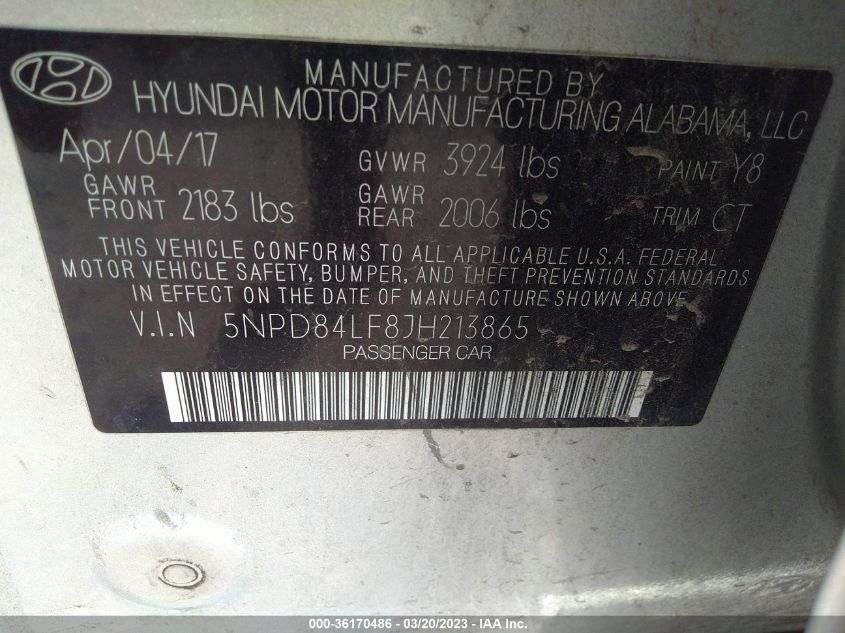 MANUFACTURED BY
HYUNDAI MOTOR MANUFACTURING ALABAMA, LLC
Apr/04/17 GVWR 3924 lbs PAINT Y8
GAWR FRONT 2183 lbs GAWR REAR 2006 lbs TRIM CT
THIS VEHICLE CONFORMS TO ALL APPLICABLE U.S.A. FEDERAL
MOTOR VEHICLE SAFETY, BUMPER, AND THEFT PREVENTION STANDARDS
IN EFFECT ON THE DATE OF MANUFACTURE SHOWN ABOVE.
V.I.N 5NPD84LF8JH213865
PASSENGER CAR
000-36170486 - 03/20/2023 - IAA Inc.